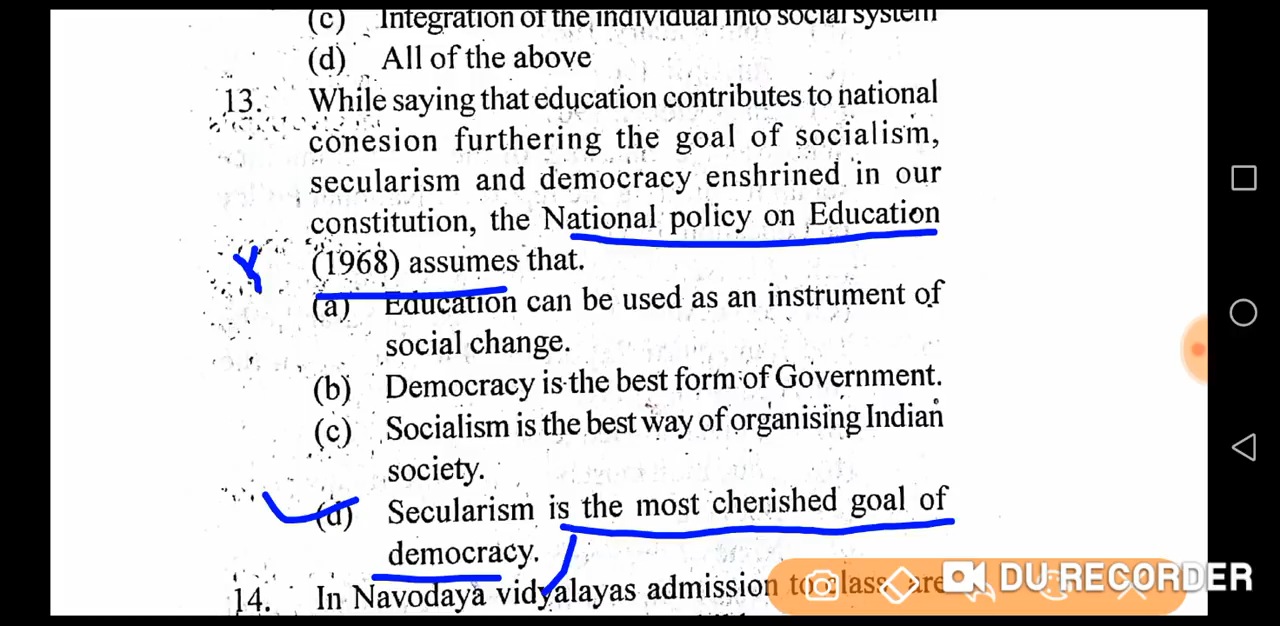 (c) Integration of the individual into social system
(d) All of the above
13. While saying that education contributes to national
conesion furthering the goal of socialism,
secularism and democracy enshrined in our
constitution, the National policy on Education
(1968) assumes that.
(a) Education can be used as an instrument of
social change.
(b) Democracy is the best form of Government.
(c) Socialism is the best way of organising Indian
society.
(d) Secularism is the most cherished goal of
democracy.
14. In Navodaya vidyalayas admission to class are
DU RECORDER